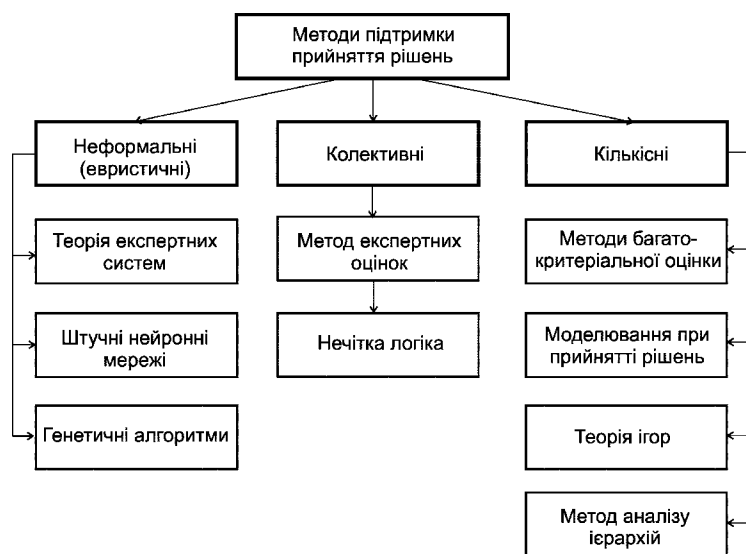 Методи підтримки
прийняття рішень
Неформальні
(евристичні)
Колективні
Кількісні
Теорія експертних
систем
Метод експертних
оцінок
Методи багато-
критеріальної оцінки
Штучні нейронні
мережі
Нечітка логіка
Моделювання при
прийнятті рішень
Генетичні алгоритми
Теорія ігор
Метод аналізу
ієрархій